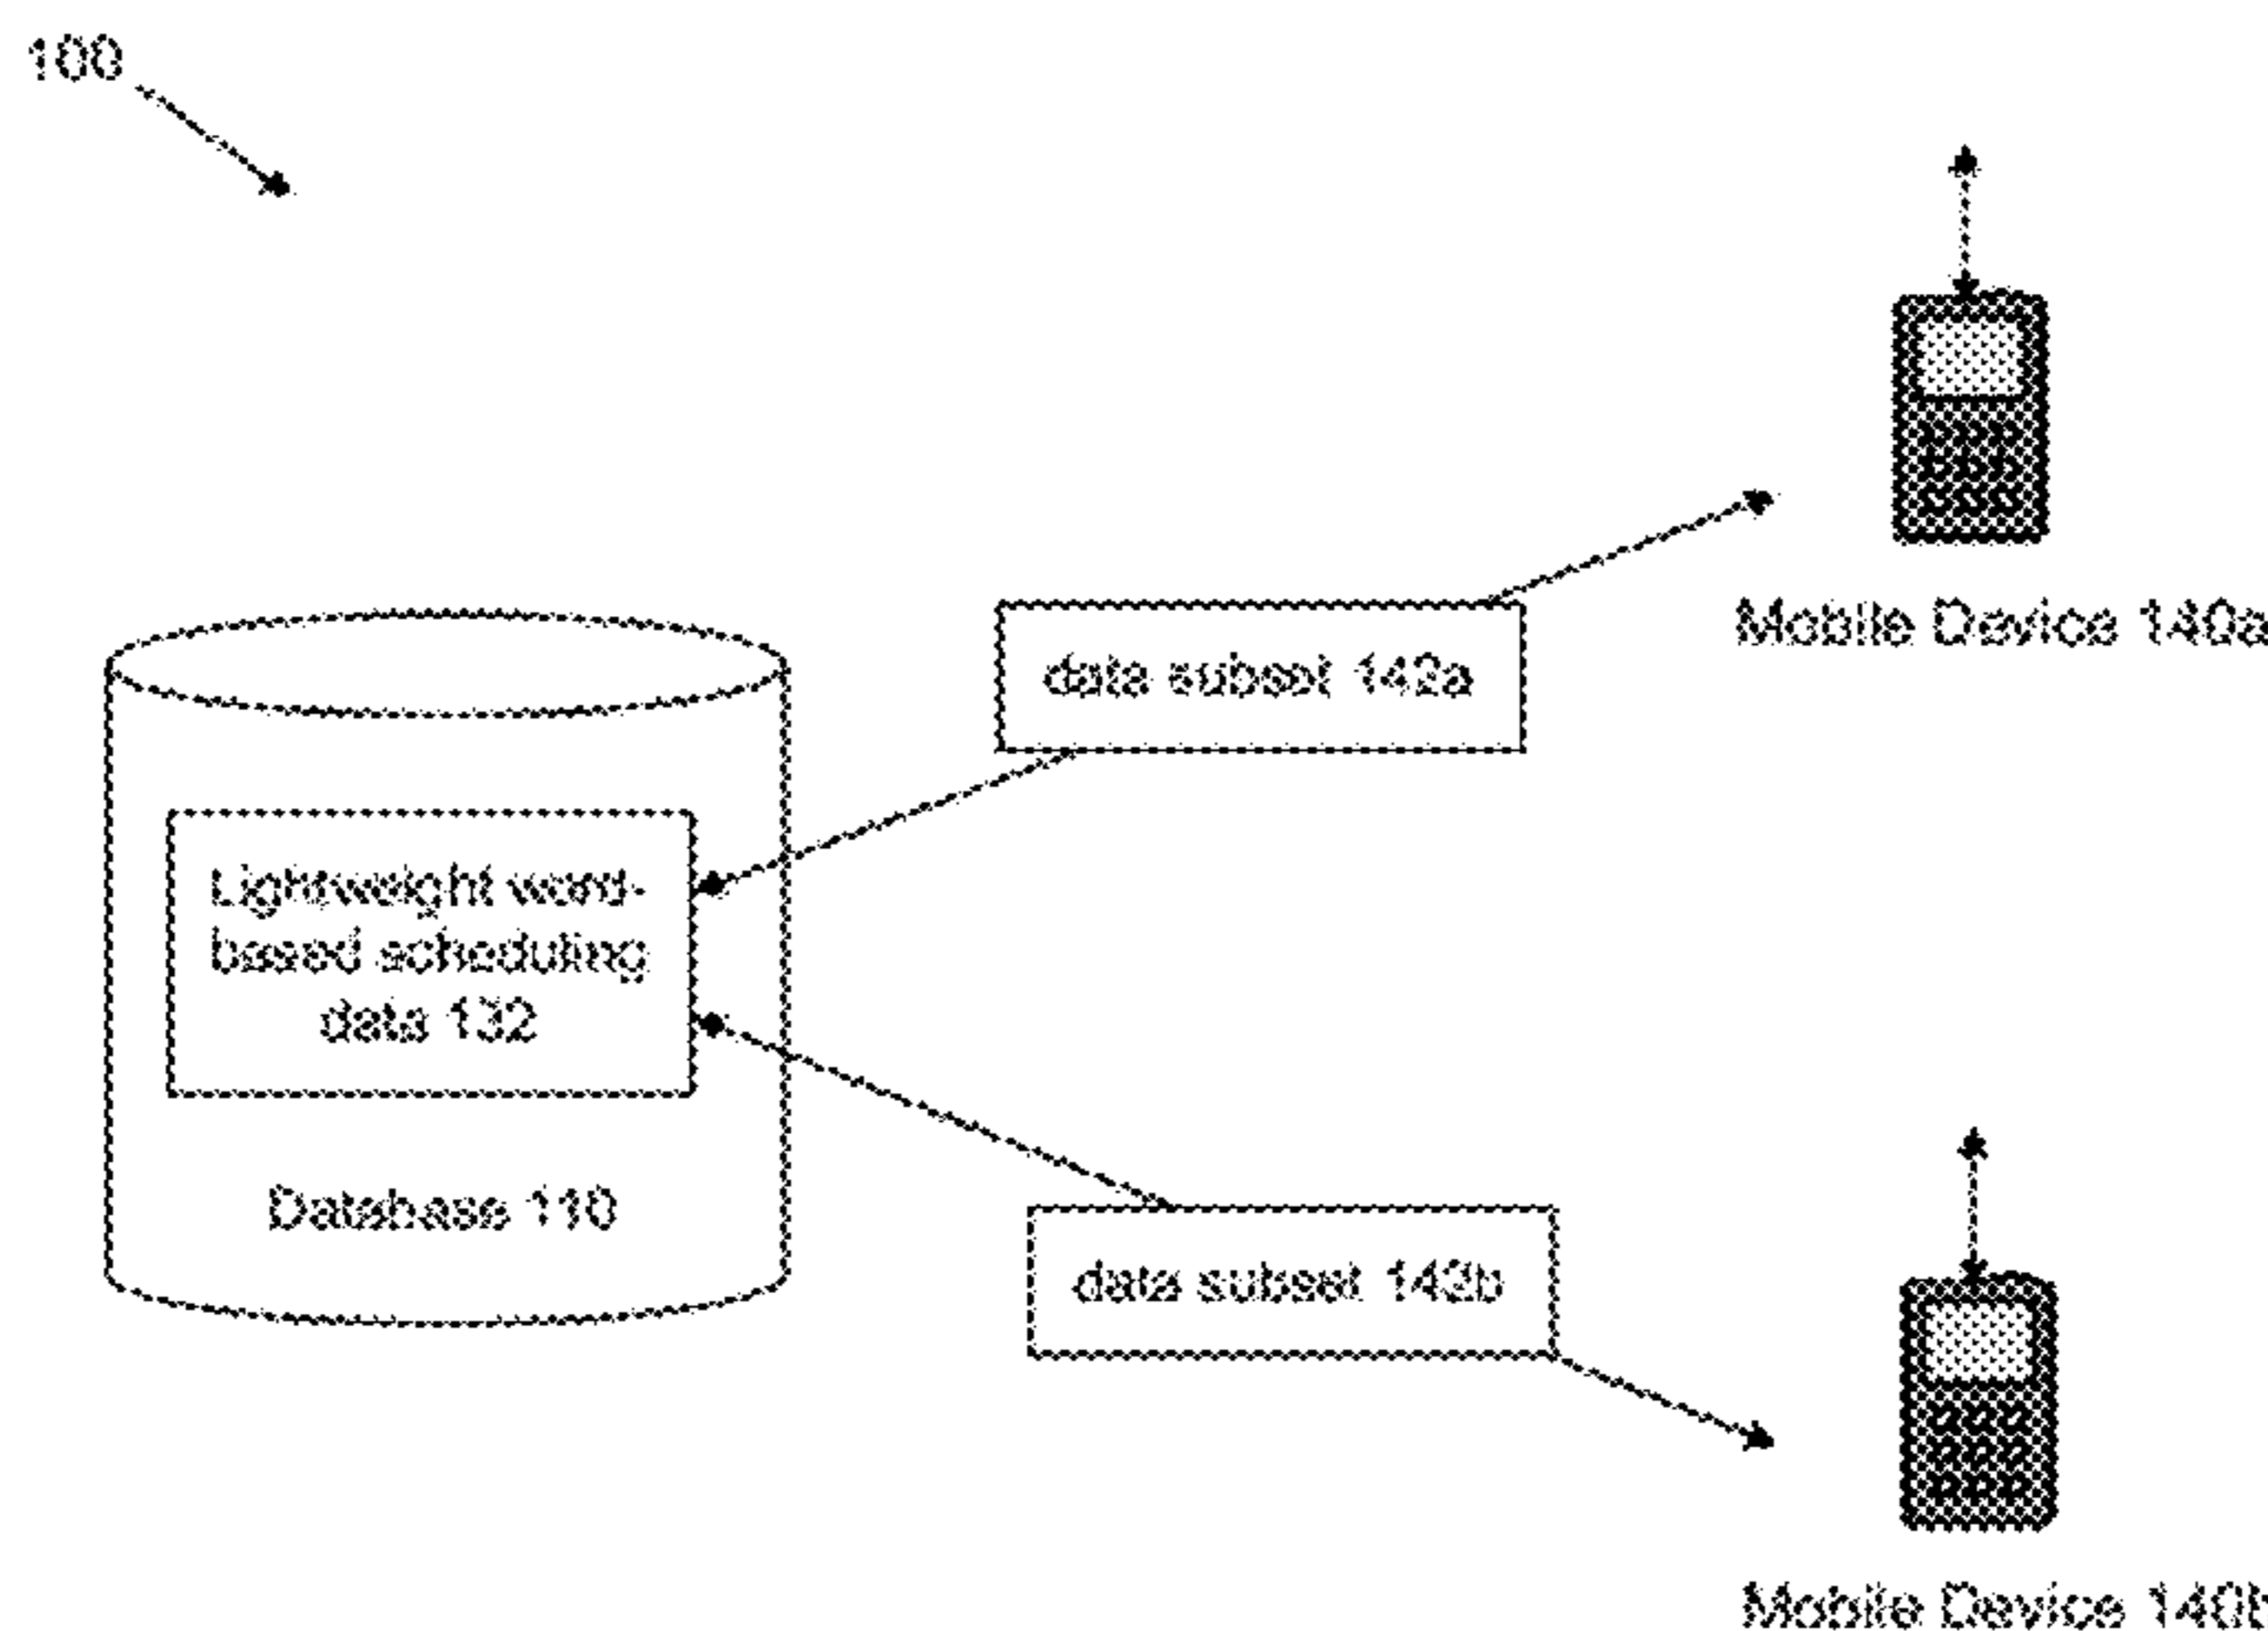 100
Mobile Device 140a
data subset 142a
Lightweight word-
based scheduling
data 132
Database 110
data subset 142b
Mobile Device 140b